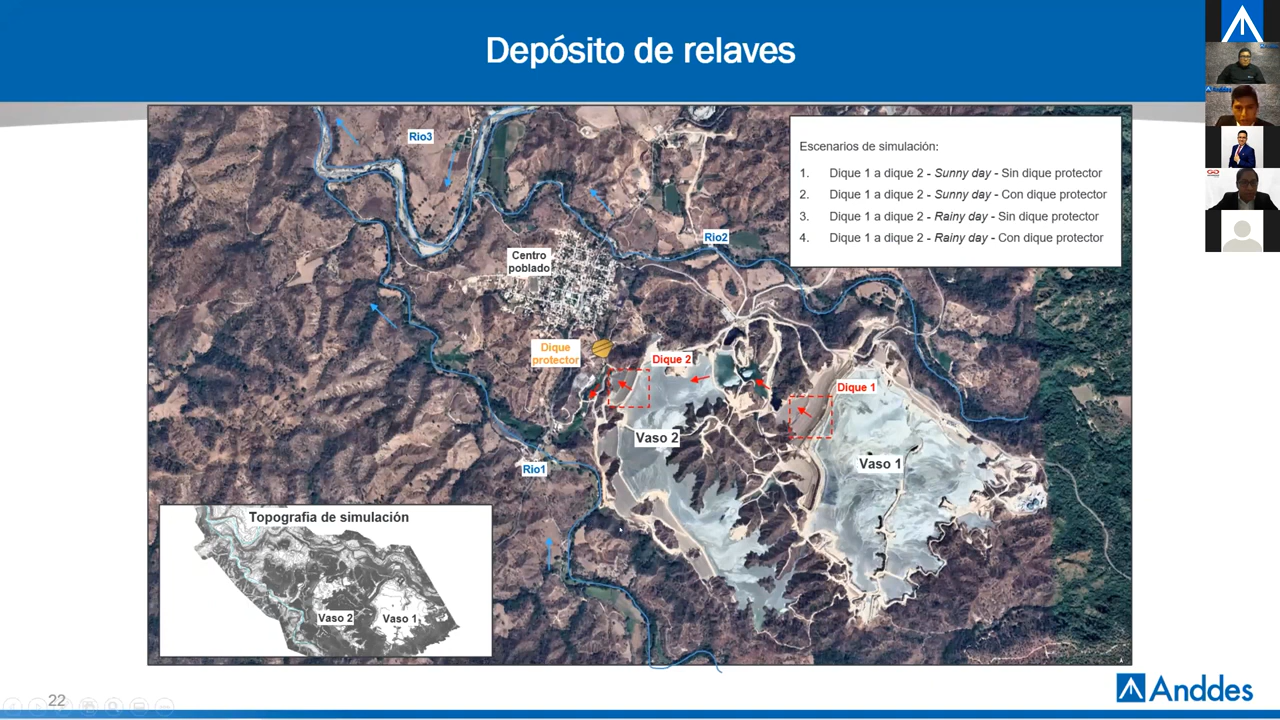 Depósito de relaves
Rio3
Escenarios de simulación:
1. Dique 1 a dique 2 - Sunny day - Sin dique protector
2. Dique 1 a dique 2 - Sunny day - Con dique protector
3. Dique 1 a dique 2 - Rainy day - Sin dique protector
4. Dique 1 a dique 2 - Rainy day - Con dique protector
Rio2
Centro
poblado
Dique
protector
Dique 2
Dique 1
Vaso 2
Vaso 1
Rio1
Topografia de simulación
Vaso 2
Vaso 1
22
Anddes
Anddes